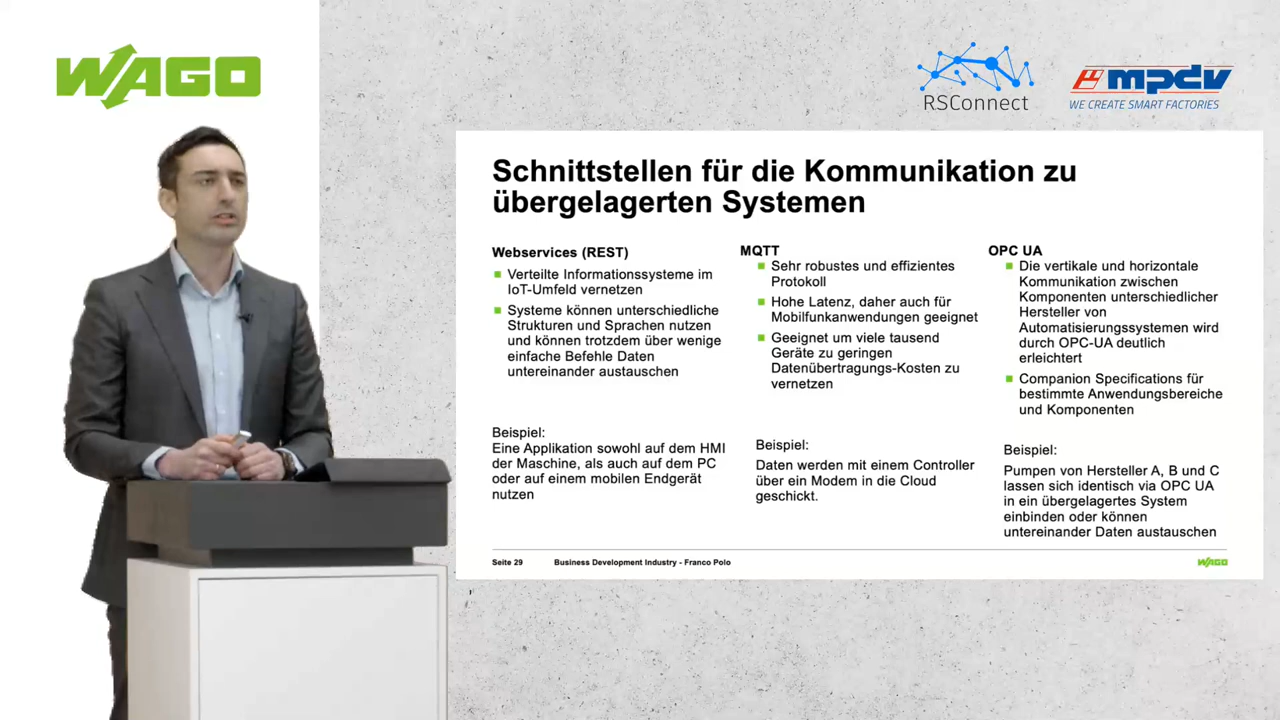 WAGO
RSConnect
mpdv
WE CREATE SMART FACTORIES
Schnittstellen für die Kommunikation zu
übergelagerten Systemen
Webservices (REST)
Verteilte Informationssysteme im
IoT-Umfeld vernetzen
Systeme können unterschiedliche
Strukturen und Sprachen nutzen
und können trotzdem über wenige
einfache Befehle Daten
untereinander austauschen
Beispiel:
Eine Applikation sowohl auf dem HMI
der Maschine, als auch auf dem PC
oder auf einem mobilen Endgerät
nutzen
MQTT
Sehr robustes und effizientes
Protokoll
Hohe Latenz, daher auch für
Mobilfunkanwendungen geeignet
Geeignet um viele tausend
Geräte zu geringen
Datenübertragungs-Kosten zu
vernetzen
Beispiel:
Daten werden mit einem Controller
über ein Modem in die Cloud
geschickt.
OPC UA
Die vertikale und horizontale
Kommunikation zwischen
Komponenten unterschiedlicher
Hersteller von
Automatisierungssystemen wird
durch OPC-UA deutlich
erleichtert
Companion Specifications für
bestimmte Anwendungsbereiche
und Komponenten
Beispiel:
Pumpen von Hersteller A, B und C
lassen sich identisch via OPC UA
in ein übergelagertes System
einbinden oder können
untereinander Daten austauschen
Seite 29
Business Development Industry - Franco Polo
WAGO